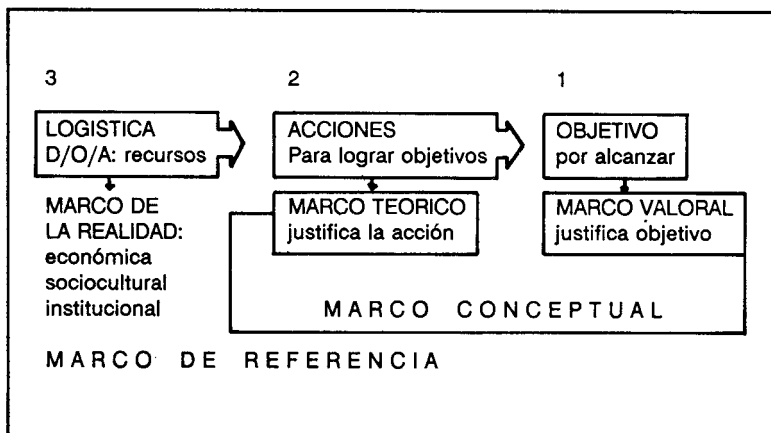 3
2
1
LOGISTICA
D/O/A: recursos
ACCIONES
Para lograr objetivos
OBJETIVO
por alcanzar
MARCO DE
LA REALIDAD:
económica
sociocultural
institucional
MARCO TEORICO
justifica la acción
MARCO VALORAL
justifica objetivo
MARCO CONCEPTUAL
MARCO DE REFERENCIA